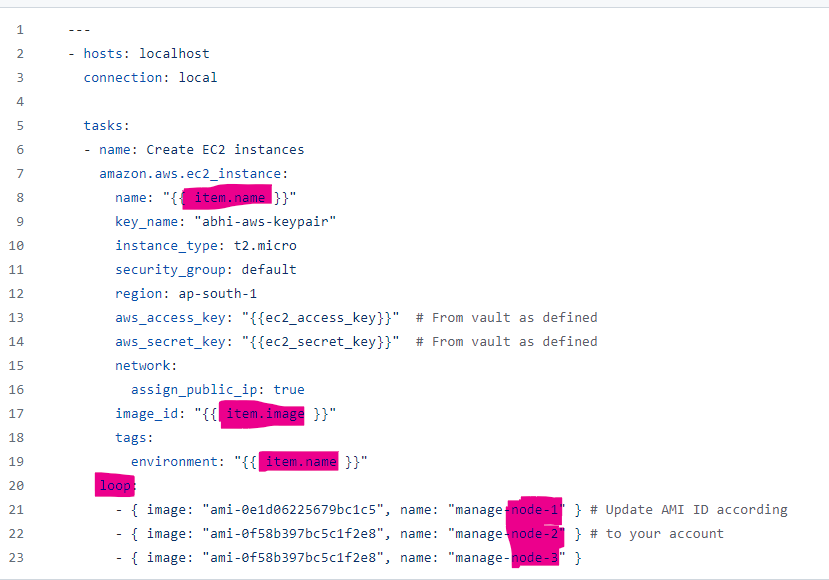 1 ---
2 - hosts: localhost
3   connection: local
4
5   tasks:
6   - name: Create EC2 instances
7     amazon.aws.ec2_instance:
8       name: "{{ item.name }}"
9       key_name: "abhi-aws-keypair"
10       instance_type: t2.micro
11       security_group: default
12       region: ap-south-1
13       aws_access_key: "{{ec2_access_key}}"  # From vault as defined
14       aws_secret_key: "{{ec2_secret_key}}"  # From vault as defined
15       network:
16         assign_public_ip: true
17       image_id: "{{ item.image }}"
18       tags:
19         environment: "{{ item.name }}"
20     loop:
21       - { image: "ami-0e1d06225679bc1c5", name: "manage-node-1" } # Update AMI ID according
22       - { image: "ami-0f58b397bc5c1f2e8", name: "manage-node-2" } # to your account
23       - { image: "ami-0f58b397bc5c1f2e8", name: "manage-node-3" }